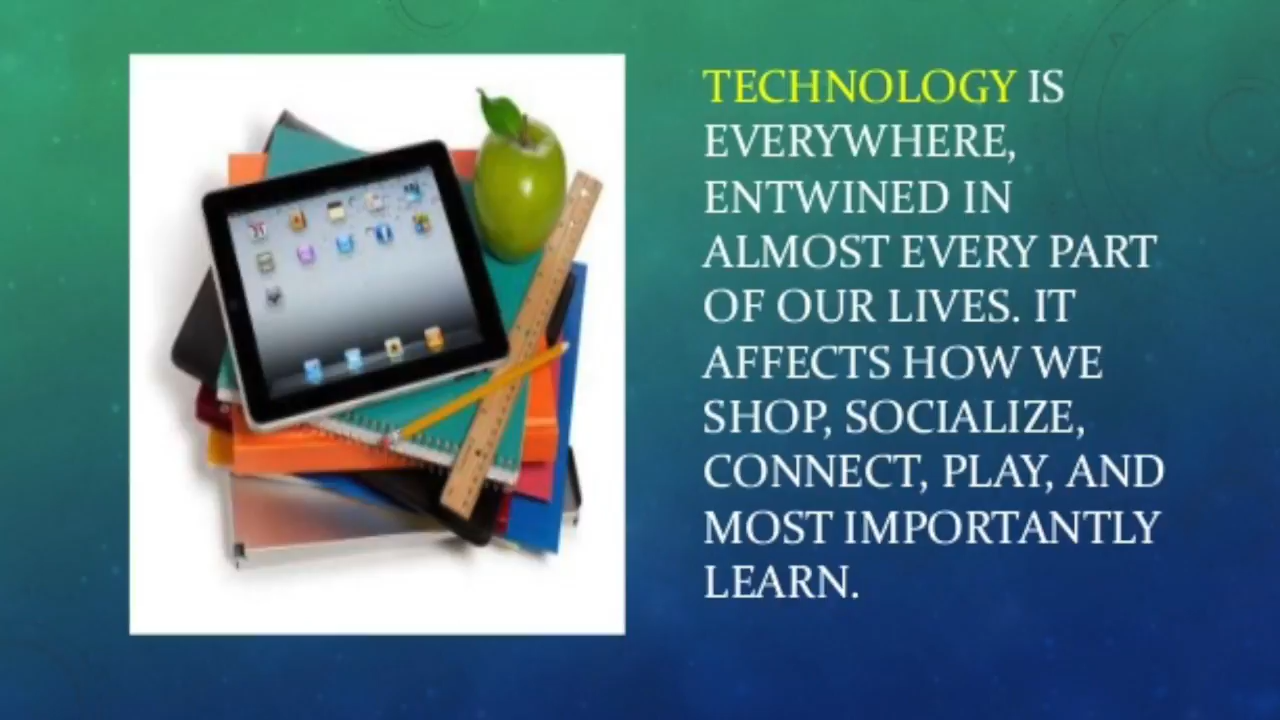 TECHNOLOGY IS
EVERYWHERE,
ENTWINED IN
ALMOST EVERY PART
OF OUR LIVES. IT
AFFECTS HOW WE
SHOP, SOCIALIZE,
CONNECT, PLAY, AND
MOST IMPORTANTLY
LEARN.